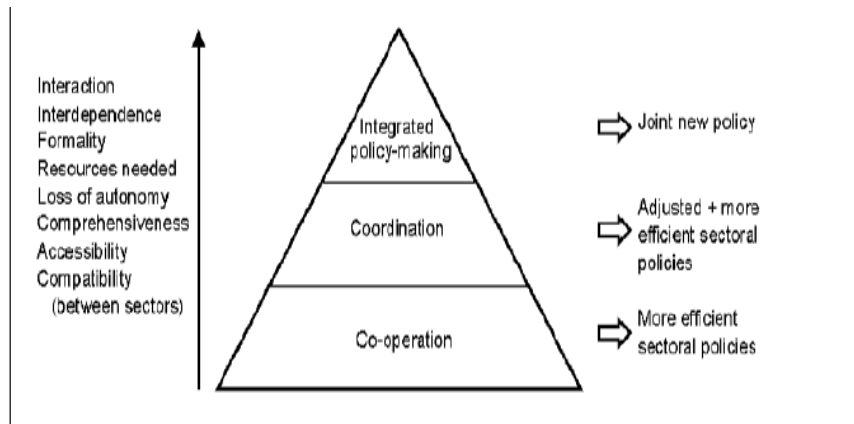 Interaction
Interdependence
Formality
Resources needed
Loss of autonomy
Comprehensiveness
Accessibility
Compatibility
(between sectors)
Integrated
policy-making
Coordination
Co-operation
Joint new policy
Adjusted + more
efficient sectoral
policies
More efficient
sectoral policies